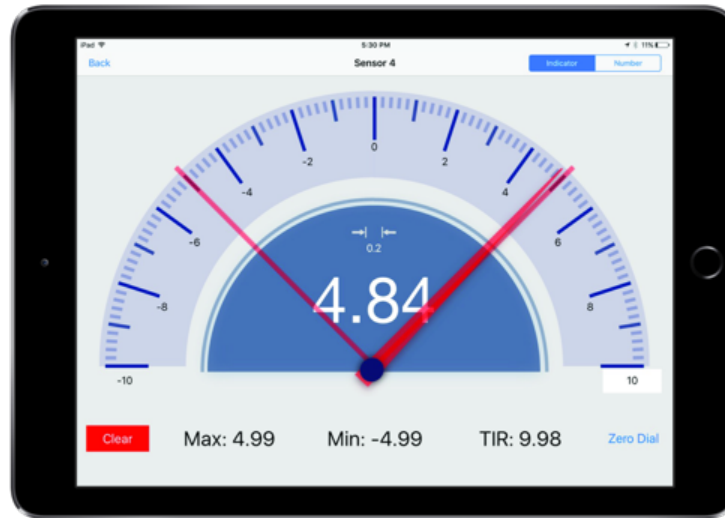 iPad 5:30 PM 11%
Back Sensor 4 Indicator Number
0
-2 2
-4 4
-6 6
-8 8
0.2
4.84
-10 10
Clear Max: 4.99 Min: -4.99 TIR: 9.98 Zero Dial